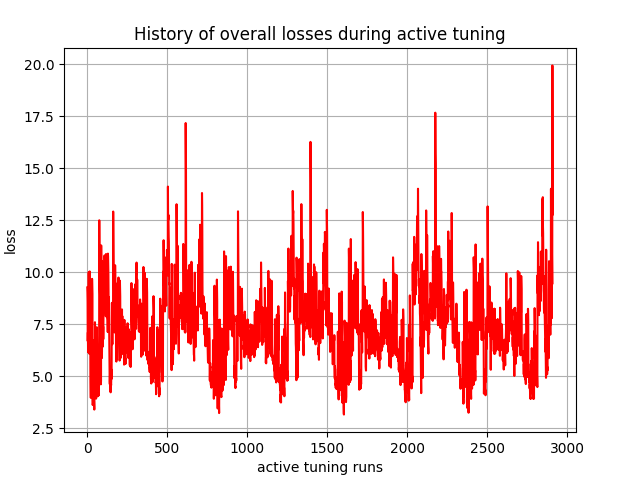 History of overall losses during active tuning
20.0
17.5
15.0
12.5
10.0
7.5
5.0
2.5
loss
0 500 1000 1500 2000 2500 3000
active tuning runs